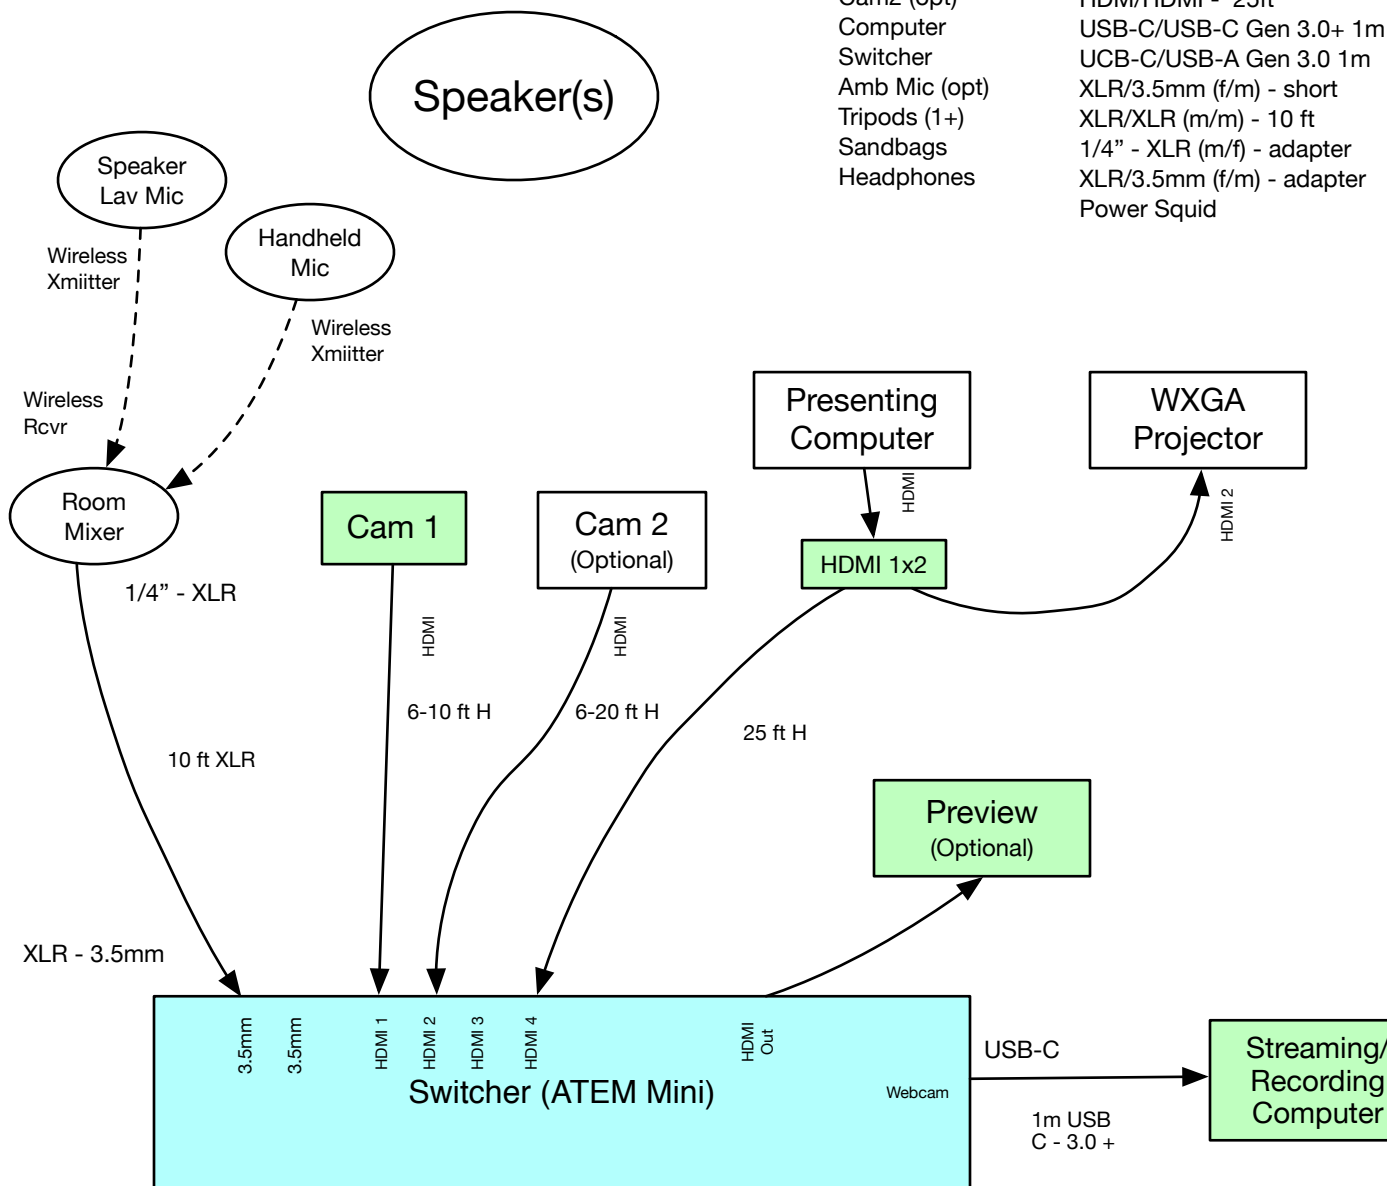 Cam2 (opt)
HDM/HDMI - 25ft
Computer
USB-C/USB-C Gen 3.0+ 1m
Switcher
UCB-C/USB-A Gen 3.0 1m
Amb Mic (opt)
XLR/3.5mm (f/m) - short
Tripods (1+)
XLR/XLR (m/m) - 10 ft
Sandbags
1/4” - XLR (m/f) - adapter
Headphones
XLR/3.5mm (f/m) - adapter
Power Squid
Speaker(s)
Speaker
Lav Mic
Handheld
Mic
Wireless
Xmiitter
Wireless
Xmiitter
Wireless
Rcvr
Room
Mixer
Presenting
Computer
WXGA
Projector
HDMI
HDMI 2
Cam 1
Cam 2
(Optional)
HDMI 1x2
1/4” - XLR
HDMI
HDMI
6-10 ft H
6-20 ft H
25 ft H
10 ft XLR
Preview
(Optional)
XLR - 3.5mm
3.5mm
3.5mm
HDMI 1
HDMI 2
HDMI 3
HDMI 4
HDMI
Out
Switcher (ATEM Mini)
Webcam
USB-C
1m USB
C - 3.0 +
Streaming/
Recording
Computer